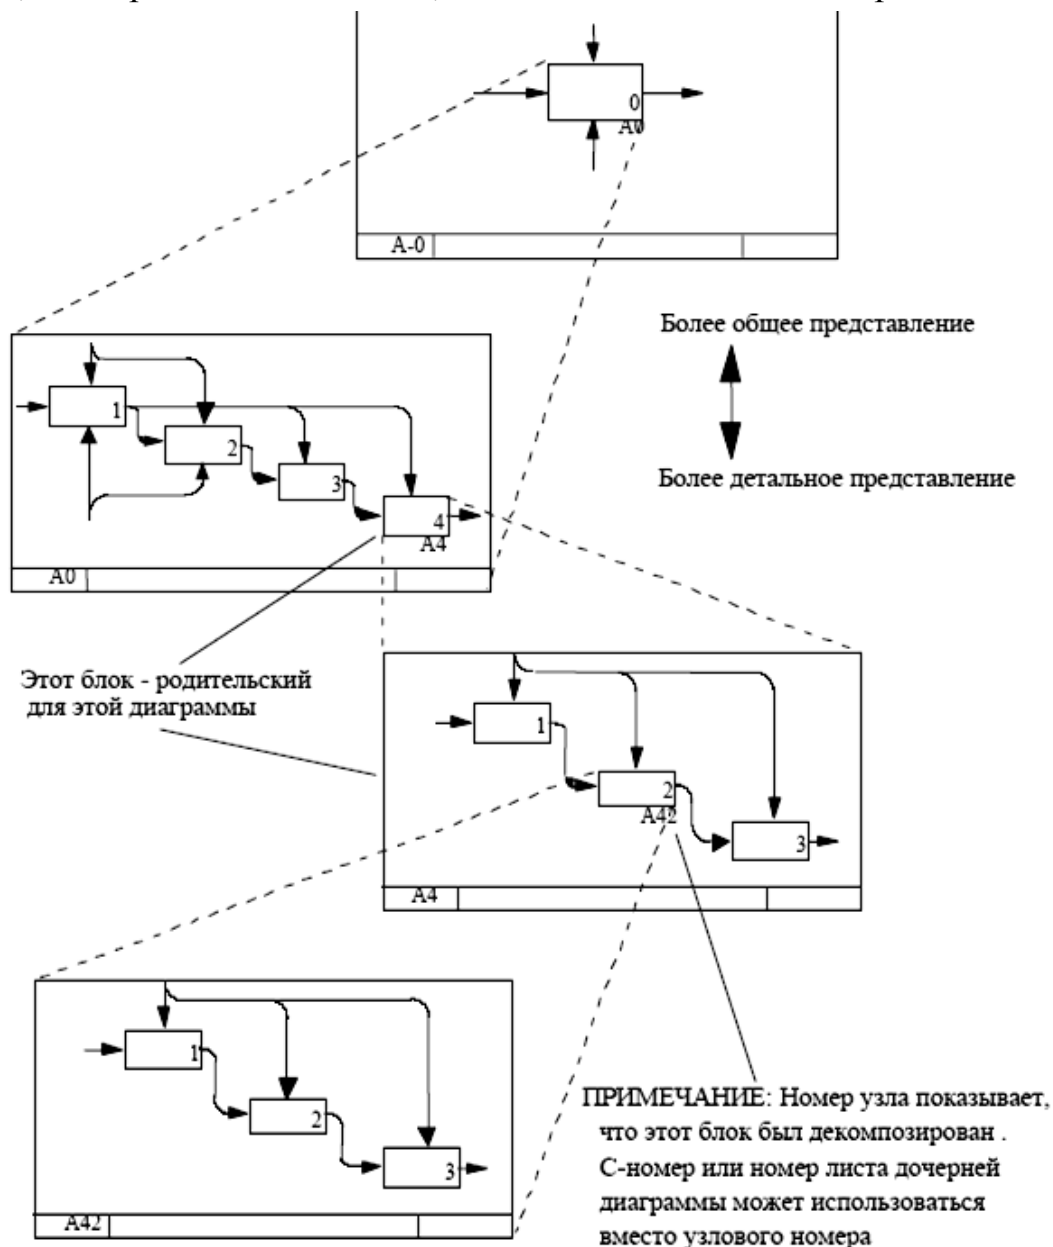 0
A0
A-0
Более общее представление
Более детальное представление
1
2
3
4
A4
A0
Этот блок - родительский
для этой диаграммы
1
2
A42
3
A4
1
2
3
A42
ПРИМЕЧАНИЕ: Номер узла показывает,
что этот блок был декомпозирован .
С-номер или номер листа дочерней
диаграммы может использоваться
вместо узлового номера